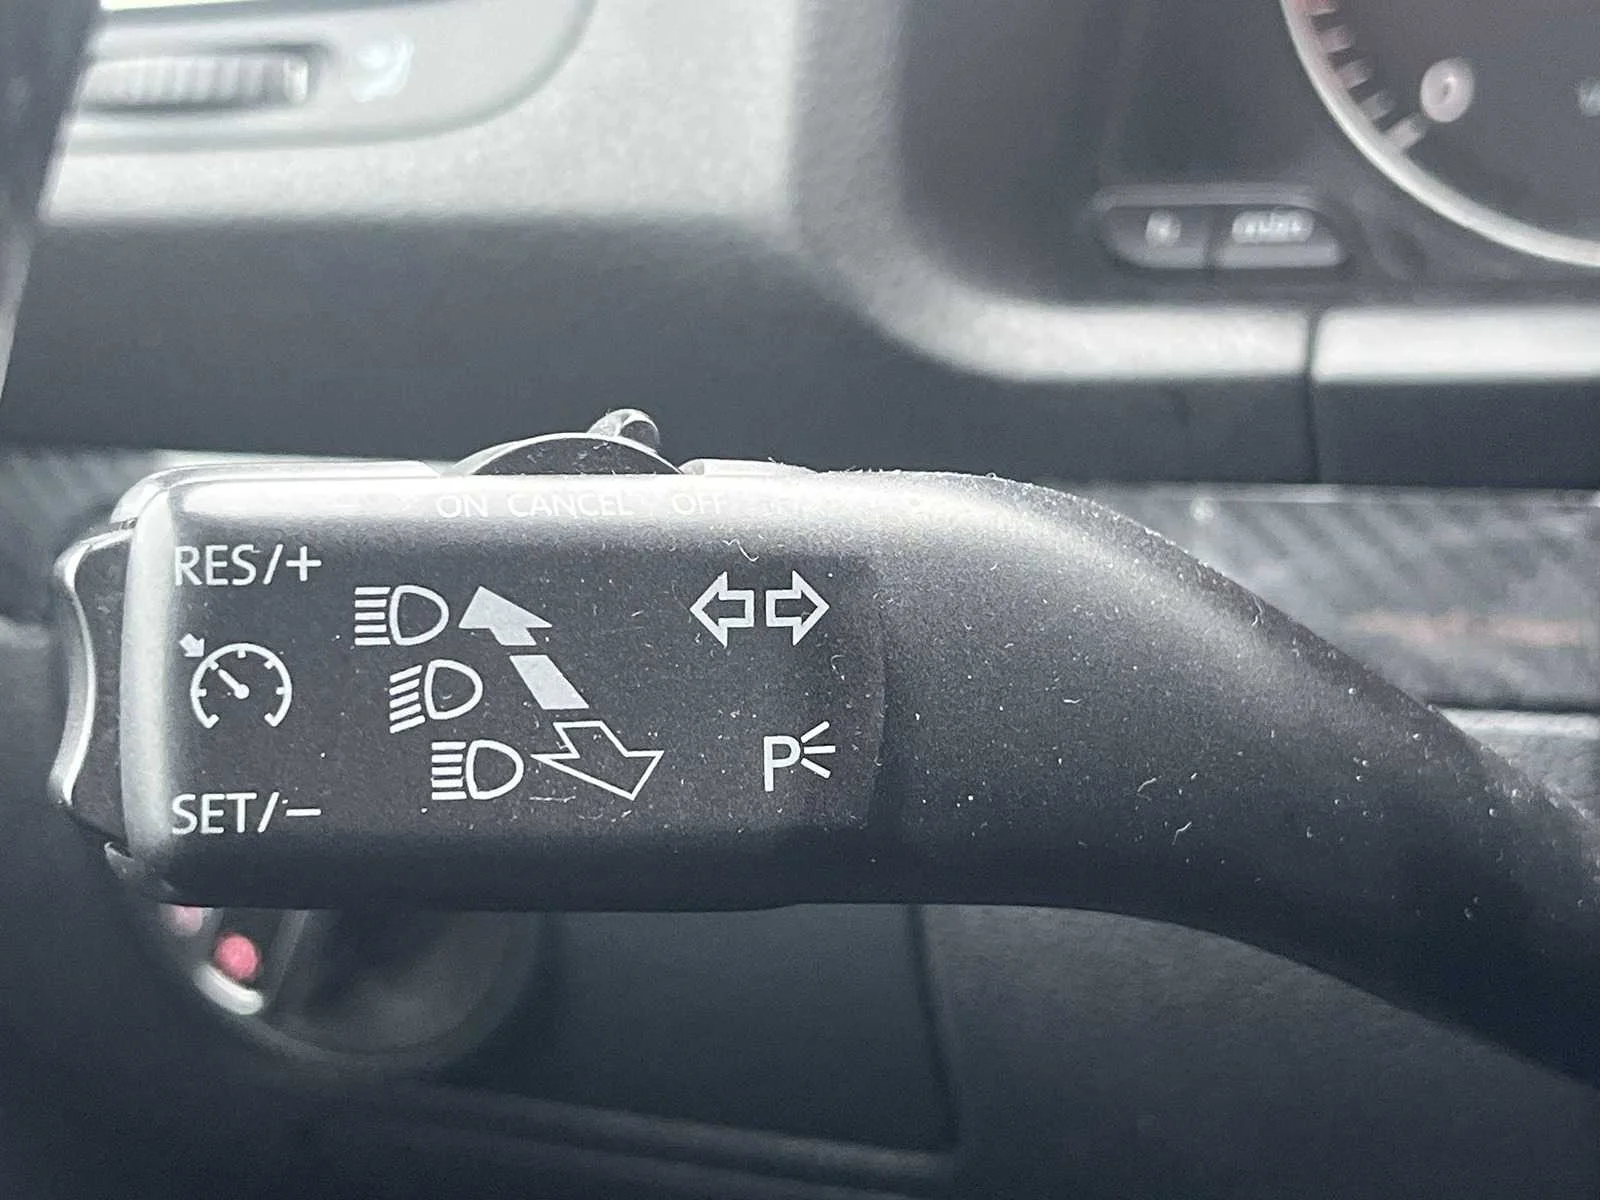 ON CANCEL OFF
RES/+
P
SET/−